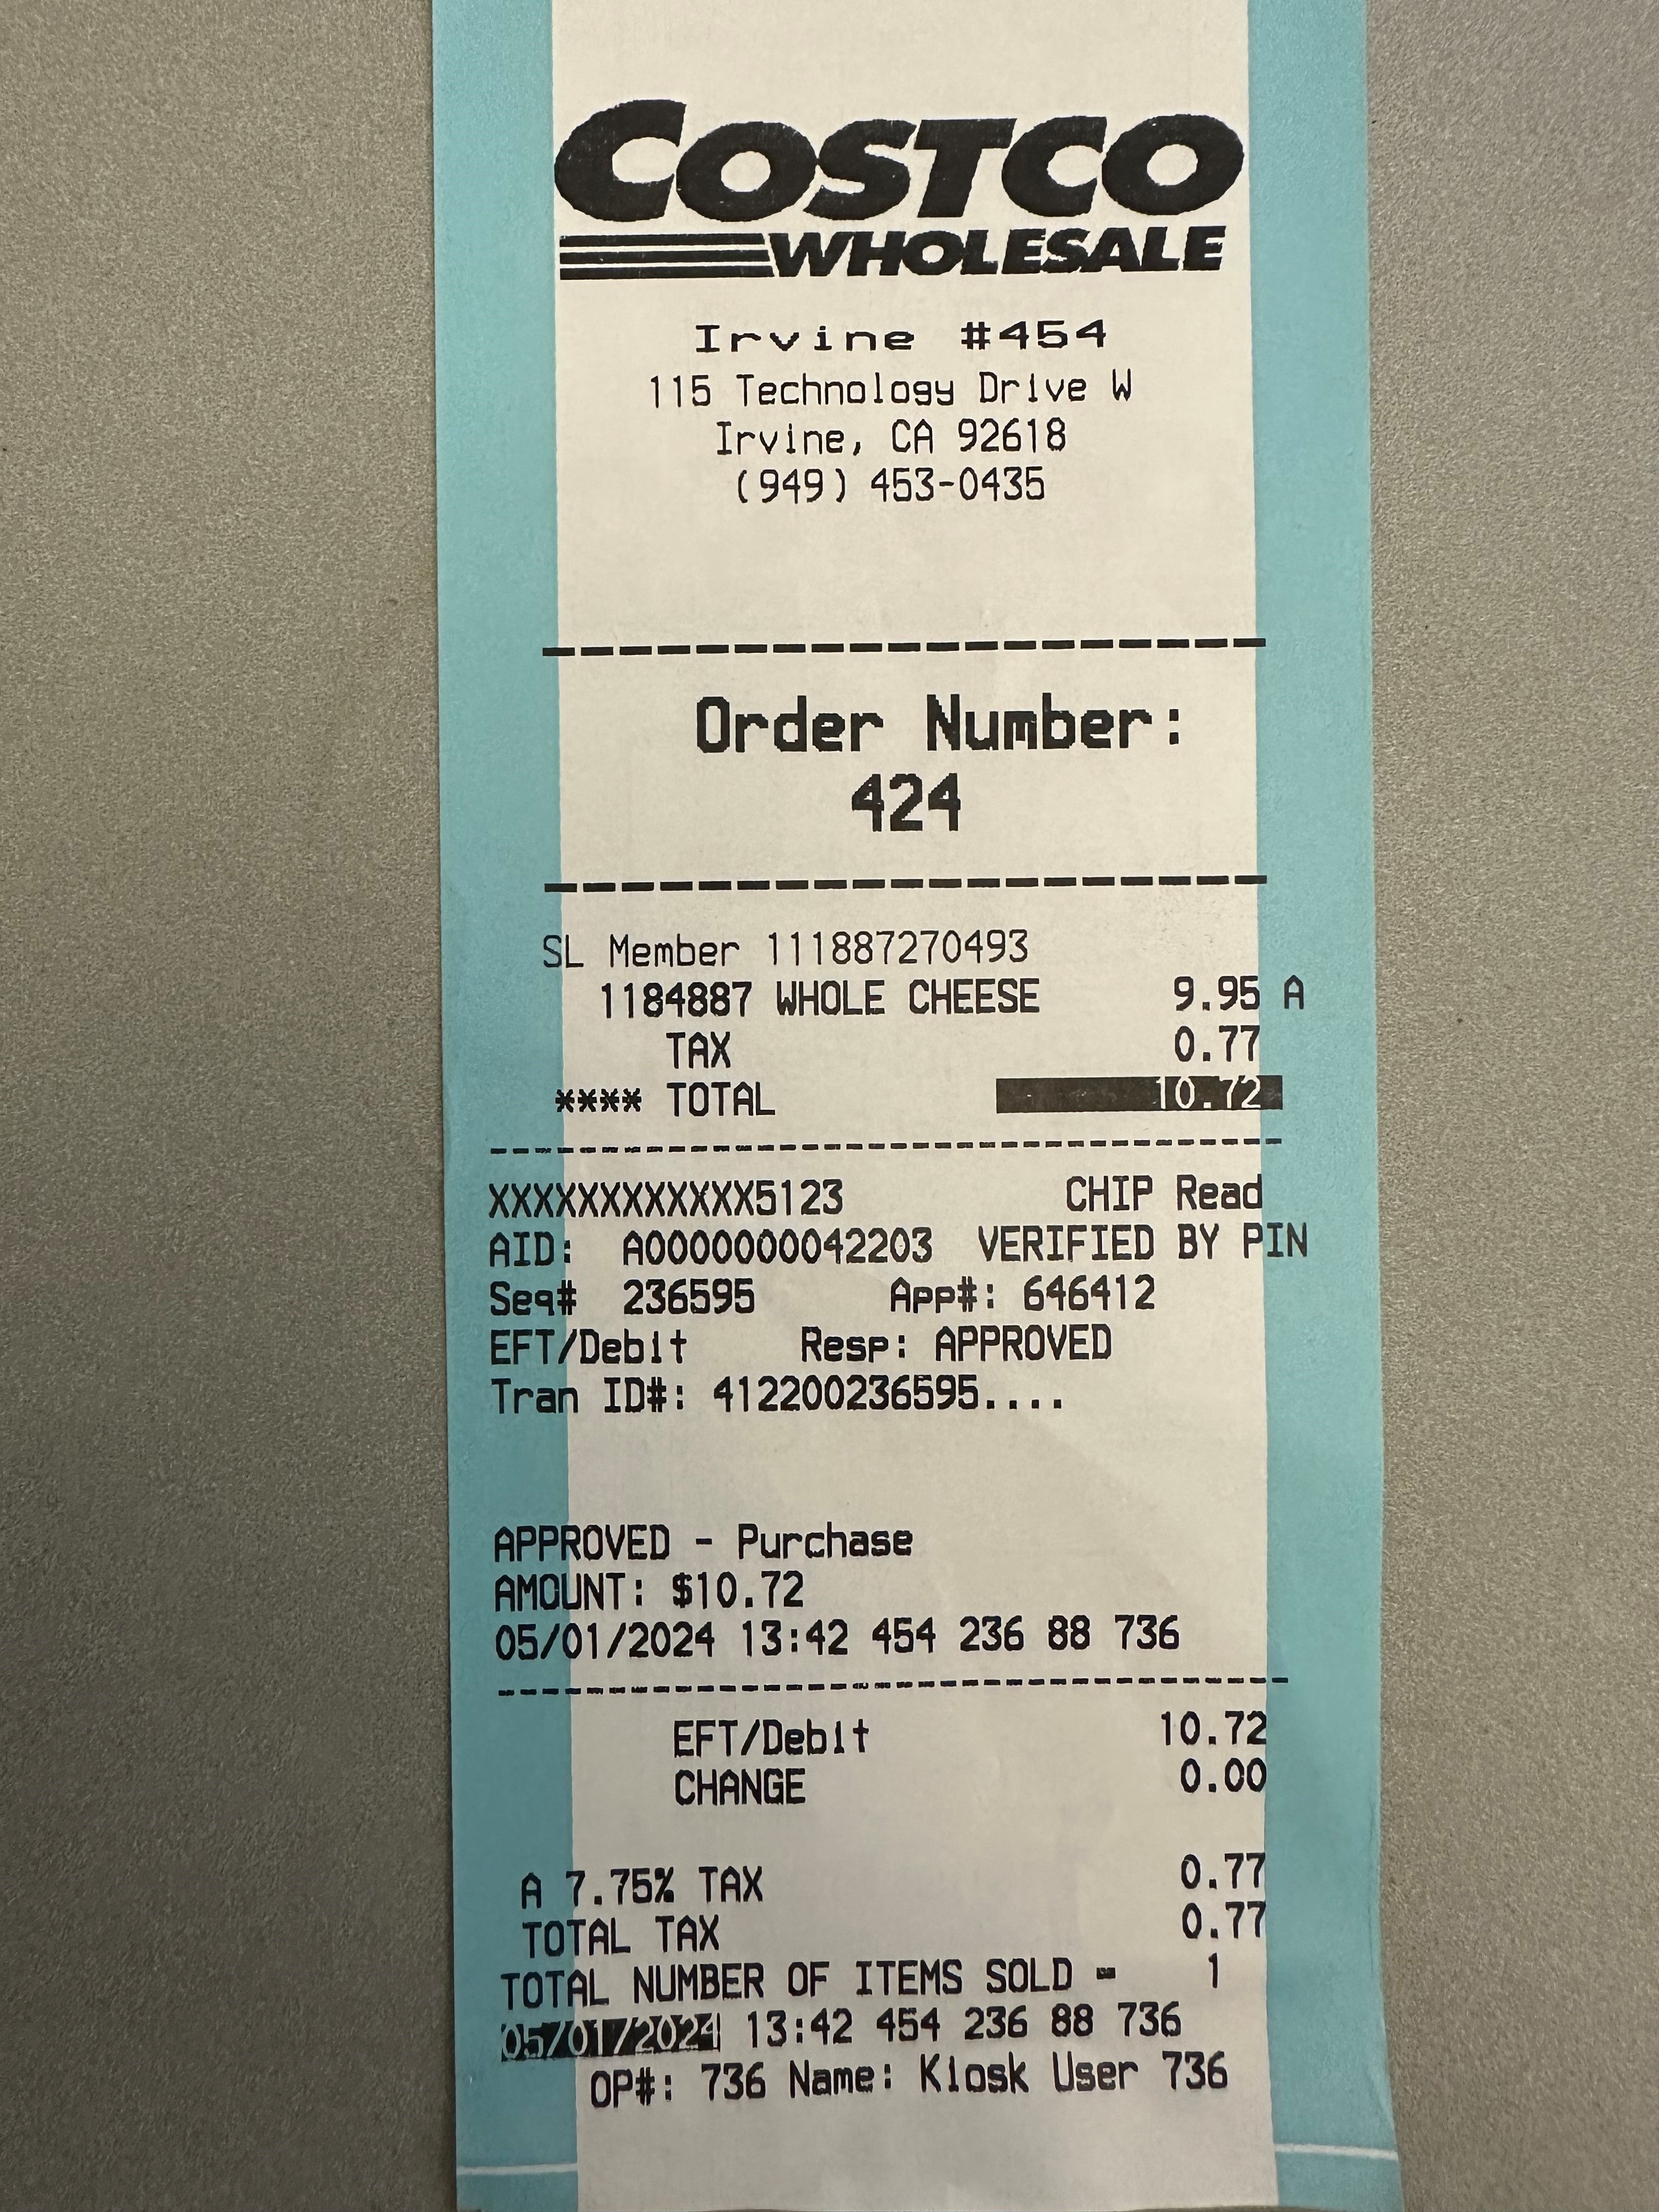 COSTCO
WHOLESALE
Irvine #454
115 Technology Drive W
Irvine, CA 92618
(949) 453-0435
Order Number:
424
SL Member 111887270493
1184887 WHOLE CHEESE 9.95 A
TAX 0.77
**** TOTAL 10.72
XXXXXXXXXXXX5123 CHIP Read
AID: A0000000042203 VERIFIED BY PIN
Seq# 236595 App#: 646412
EFT/Debit Resp: APPROVED
Tran ID#: 412200236595....
APPROVED - Purchase
AMOUNT: $10.72
05/01/2024 13:42 454 236 88 736
EFT/Debit 10.72
CHANGE 0.00
A 7.75% TAX 0.77
TOTAL TAX 0.77
TOTAL NUMBER OF ITEMS SOLD = 1
05/01/2024 13:42 454 236 88 736
OP#: 736 Name: Kiosk User 736